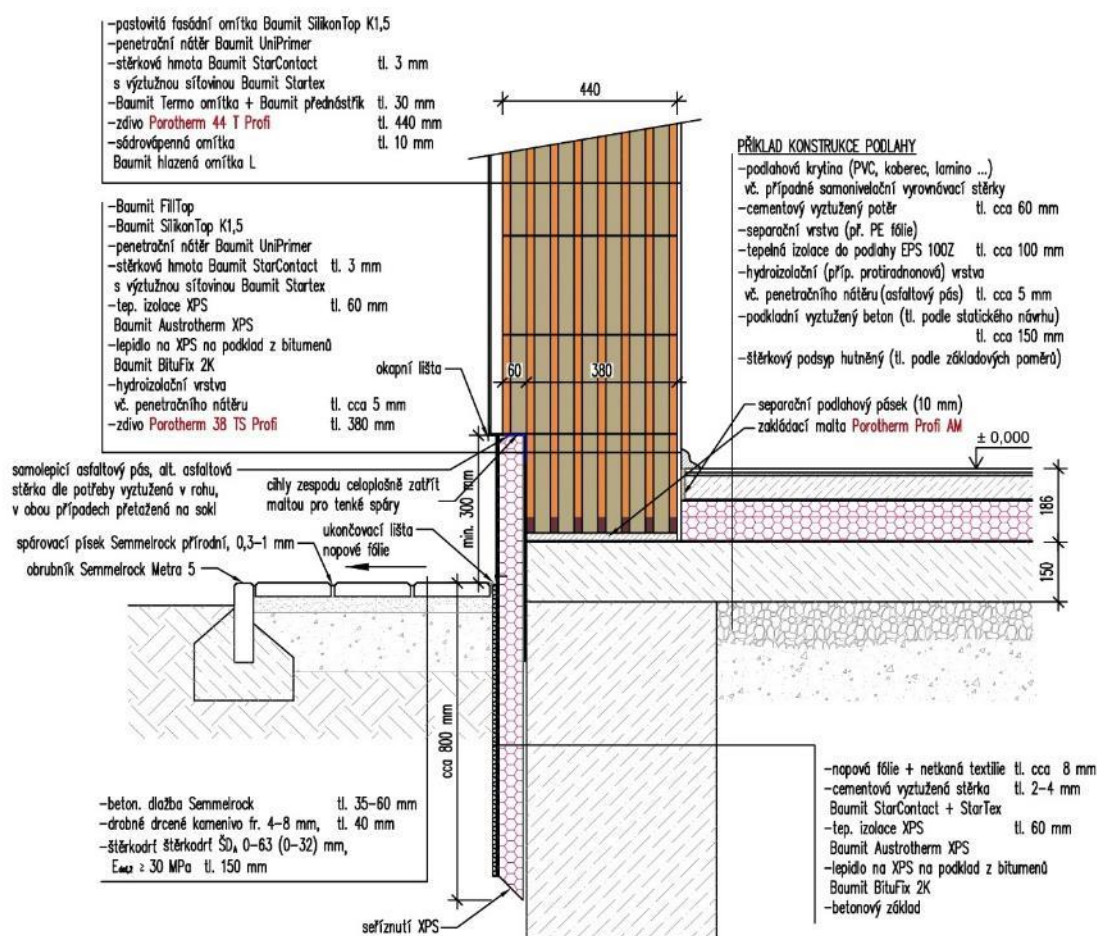 -pastovitá fasádní omítka Baumit SilikonTop K1,5
-penetrační nátěr Baumit UniPrimer
-stěrková hmota Baumit StarContact tl. 3 mm
s výztužnou síťovinou Baumit Startex
-Baumit Termo omítka + Baumit přednástřik tl. 30 mm
-zdivo Porotherm 44 T Profi tl. 440 mm
-sádrovápenná omítka tl. 10 mm
Baumit hlazená omítka L
-Baumit FillTop
-Baumit SilikonTop K1,5
-penetrační nátěr Baumit UniPrimer
-stěrková hmota Baumit StarContact tl. 3 mm
s výztužnou síťovinou Baumit Startex
-tep. izolace XPS tl. 60 mm
Baumit Austrotherm XPS
-lepidlo na XPS na podklad z bitumenů
Baumit BituFix 2K
-hydroizolační vrstva
vč. penetračního nátěru tl. cca 5 mm
-zdivo Porotherm 38 TS Profi tl. 380 mm
440
60
380
okapní lišta
PŘÍKLAD KONSTRUKCE PODLAHY
-podlahová krytina (PVC, koberec, lamino ...)
vč. případné samonivelační vyrovnávací stěrky
-cementový vyztužený potěr tl. cca 60 mm
-separační vrstva (př. PE fólie)
-tepelná izolace do podlahy EPS 100Z tl. cca 100 mm
-hydroizolační (příp. protiradnonová) vrstva
vč. penetračního nátěru (asfaltový pás) tl. cca 5 mm
-podkladní vyztužený beton (tl. podle statického návrhu)
tl. cca 150 mm
-štěrkový podsyp hutněný (tl. podle základových poměrů)
separační podlahový pásek (10 mm)
zakládací malta Porotherm Profi AM
± 0,000
186
150
samolepicí asfaltový pás, alt. asfaltová
stěrka dle potřeby vyztužená v rohu,
v obou případech přetažená na sokl
cihly zespodu celoplošně zatřít
maltou pro tenké spáry
min. 300 mm
ukončovací lišta
nopové fólie
spárovací písek Semmelrock přírodní, 0,3-1 mm
obrubník Semmelrock Metra 5
cca 800 mm
-beton. dlažba Semmelrock tl. 35-60 mm
-drobné drcené kamenivo fr. 4-8 mm, tl. 40 mm
-štěrkodrť štěrkodrť ŠDA 0-63 (0-32) mm,
≥ 30 MPa tl. 150 mm
seříznutí XPS
-nopová fólie + netkaná textilie tl. cca 8 mm
-cementová vyztužená stěrka tl. 2-4 mm
Baumit StarContact + StarTex
-tep. izolace XPS tl. 60 mm
Baumit Austrotherm XPS
-lepidlo na XPS na podklad z bitumenů
Baumit BituFix 2K
-betonový základ